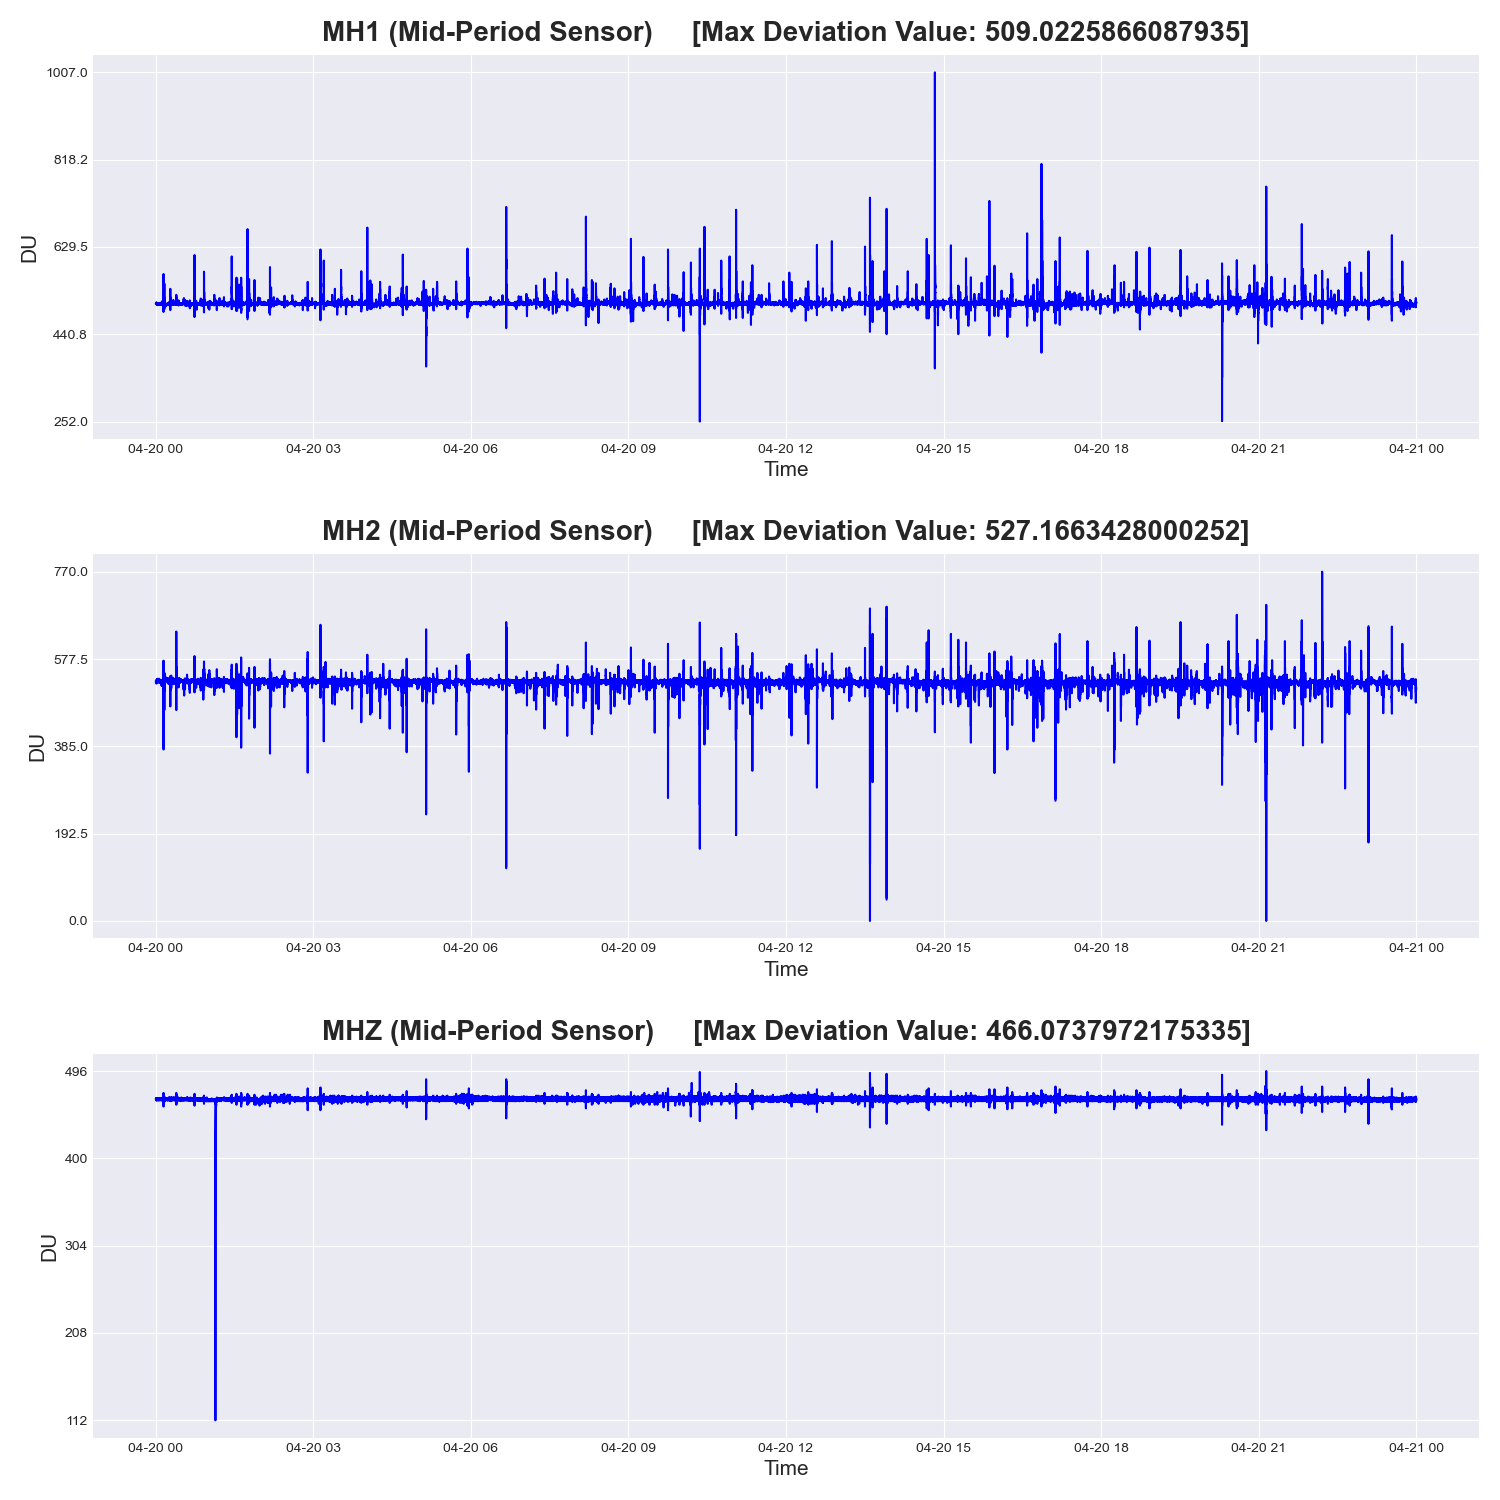 MH1 (Mid-Period Sensor) [Max Deviation Value: 509.0225866087935]
1007.0
818.2
629.5
440.8
252.0
DU
04-20 00 04-20 03 04-20 06 04-20 09 04-20 12 04-20 15 04-20 18 04-20 21 04-21 00
Time
MH2 (Mid-Period Sensor) [Max Deviation Value: 527.1663428000252]
770.0
577.5
385.0
192.5
0.0
DU
04-20 00 04-20 03 04-20 06 04-20 09 04-20 12 04-20 15 04-20 18 04-20 21 04-21 00
Time
MHZ (Mid-Period Sensor) [Max Deviation Value: 466.0737972175335]
496
400
304
208
112
DU
04-20 00 04-20 03 04-20 06 04-20 09 04-20 12 04-20 15 04-20 18 04-20 21 04-21 00
Time